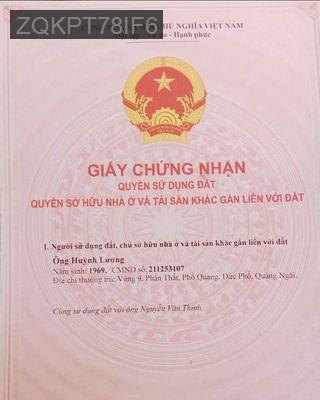 ZQKPT78IF6
HỦ NGHĨA VIỆT NAM
- Hạnh phúc
GIẤY CHỨNG NHẬN
QUYỀN SỬ DỤNG ĐẤT
QUYỀN SỞ HỮU NHÀ Ở VÀ TÀI SẢN KHÁC GẮN LIỀN VỚI ĐẤT
I. Người sử dụng đất, chủ sở hữu nhà ở và tài sản khác gắn liền với đất
Ông Huỳnh Lương
Năm sinh: 1969, CMND số: 211253107
Địa chỉ thường trú: Vùng 9, Phần Thất, Phổ Quang, Đức Phổ, Quảng Ngãi.
Cùng sử dụng đất với ông Nguyễn Văn Thinh.